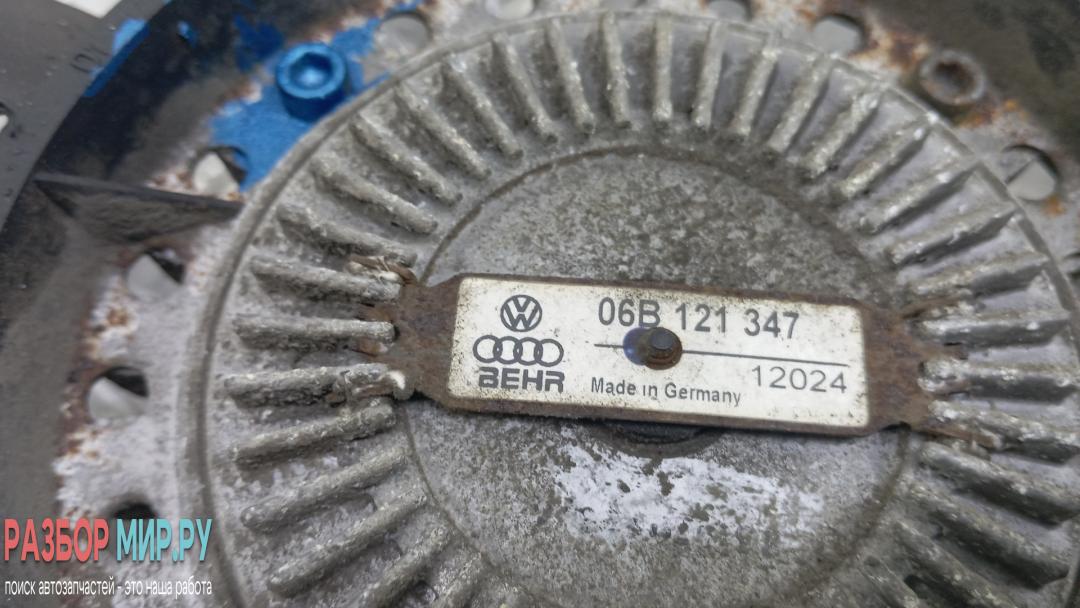 06B 121 347
12024
BEHR
Made in Germany
РАЗБОР МИР.РУ
поиск автозапчастей - это наша работа